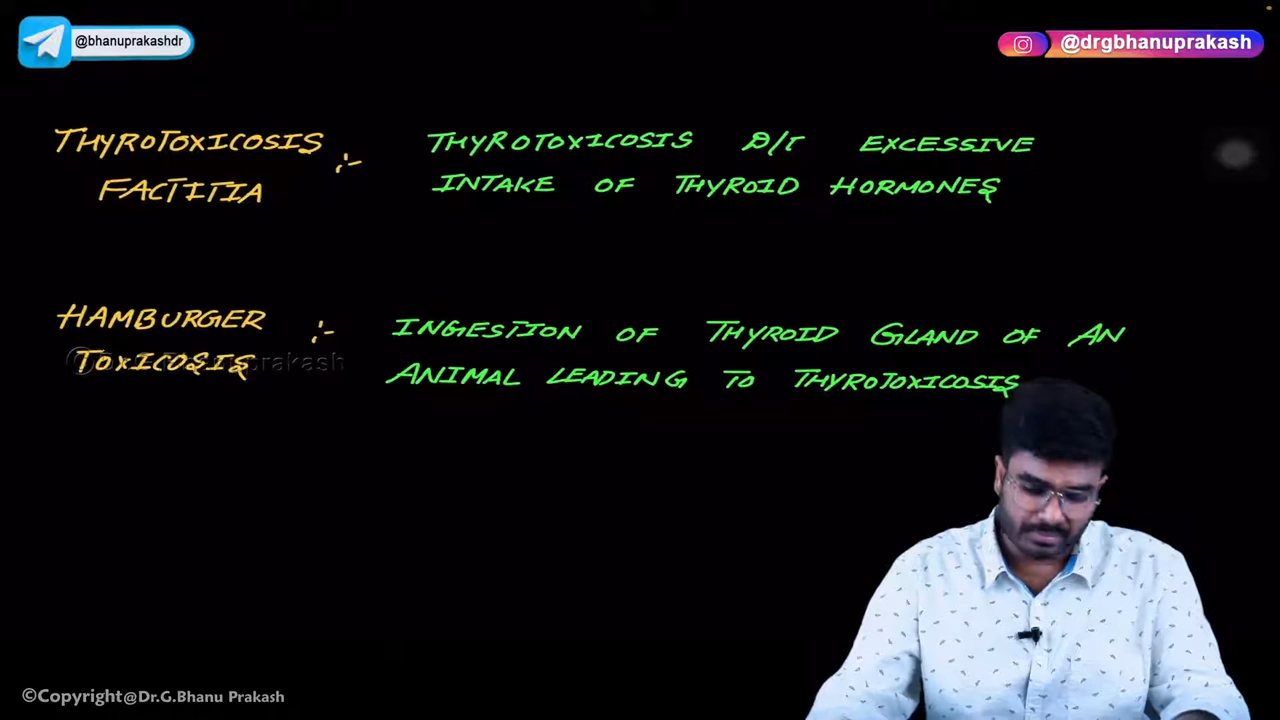 @bhanuprakashdr
@drgbhanuprakash
THYROTOXICOSIS FACTITIA :- THYROTOXICOSIS D/T EXCESSIVE
INTAKE OF THYROID HORMONES
HAMBURGER TOXICOSIS :- INGESTION OF THYROID GLAND OF AN
ANIMAL LEADING TO THYROTOXICOSIS
©Copyright@Dr.G.Bhanu Prakash